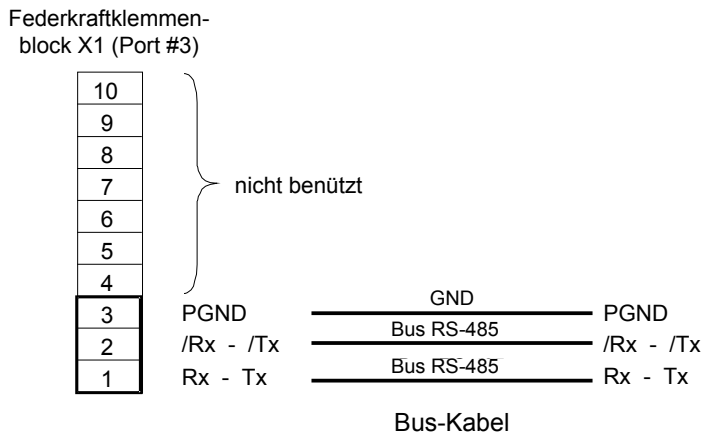 Federkraftklemmen-
block X1 (Port #3)
10
9
8
7
nicht benützt
6
5
4
3 PGND GND PGND
2 /Rx - /Tx Bus RS-485 /Rx - /Tx
1 Rx - Tx Bus RS-485 Rx - Tx
Bus-Kabel